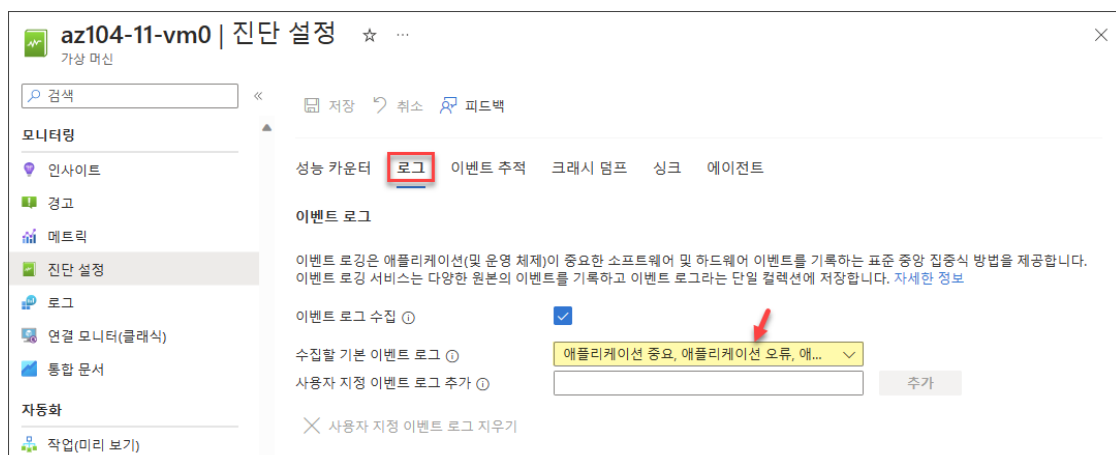 az104-11-vm0 | 진단 설정 ☆ ...
가상 머신
검색
저장 취소 피드백
모니터링
인사이트
경고
메트릭
진단 설정
로그
연결 모니터(클래식)
통합 문서
자동화
작업(미리 보기)
성능 카운터 로그 이벤트 추적 크래시 덤프 싱크 에이전트
이벤트 로그
이벤트 로깅은 애플리케이션(및 운영 체제)이 중요한 소프트웨어 및 하드웨어 이벤트를 기록하는 표준 중앙 집중식 방법을 제공합니다.
이벤트 로깅 서비스는 다양한 원본의 이벤트를 기록하고 이벤트 로그라는 단일 컬렉션에 저장합니다. 자세한 정보
이벤트 로그 수집
수집할 기본 이벤트 로그 애플리케이션 중요, 애플리케이션 오류, 애...
사용자 지정 이벤트 로그 추가 추가
사용자 지정 이벤트 로그 지우기